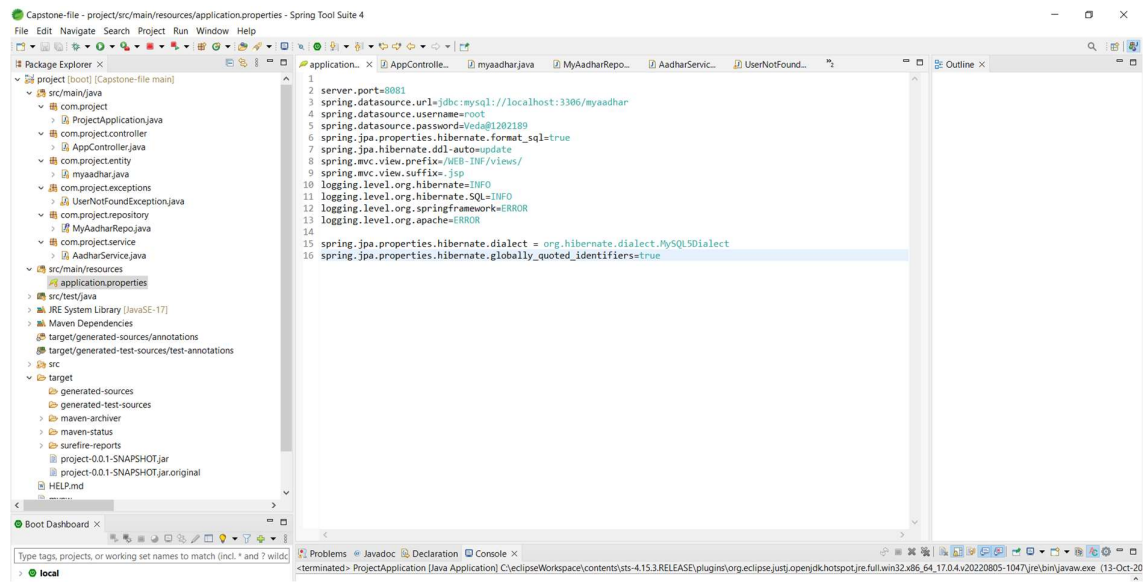 Capstone-file - project/src/main/resources/application.properties - Spring Tool Suite 4
File Edit Navigate Search Project Run Window Help
Package Explorer
project [boot] [Capstone-file main]
src/main/java
com.project
ProjectApplication.java
com.project.controller
AppController.java
com.project.entity
myaadhar.java
com.project.exceptions
UserNotFoundException.java
com.project.repository
MyAadharRepo.java
com.project.service
AadharService.java
src/main/resources
application.properties
src/test/java
JRE System Library [JavaSE-17]
Maven Dependencies
target/generated-sources/annotations
target/generated-test-sources/test-annotations
src
target
generated-sources
generated-test-sources
maven-archiver
maven-status
surefire-reports
project-0.0.1-SNAPSHOT.jar
project-0.0.1-SNAPSHOT.jar.original
HELP.md
Boot Dashboard
Type tags, projects, or working set names to match (incl. * and ? wildc
local
application... AppControlle... myaadhar.java MyAadharRepo... AadharServic... UserNotFound... »2
1
2 server.port=8081
3 spring.datasource.url=jdbc:mysql://localhost:3306/myaadhar
4 spring.datasource.username=root
5 spring.datasource.password=Veda@1202189
6 spring.jpa.properties.hibernate.format_sql=true
7 spring.jpa.hibernate.ddl-auto=update
8 spring.mvc.view.prefix=/WEB-INF/views/
9 spring.mvc.view.suffix=.jsp
10 logging.level.org.hibernate=INFO
11 logging.level.org.hibernate.SQL=INFO
12 logging.level.org.springframework=ERROR
13 logging.level.org.apache=ERROR
14
15 spring.jpa.properties.hibernate.dialect = org.hibernate.dialect.MySQL5Dialect
16 spring.jpa.properties.hibernate.globally_quoted_identifiers=true
Outline
Problems Javadoc Declaration Console
<terminated> ProjectApplication [Java Application] C:\eclipseWorkspace\contents\sts-4.15.3.RELEASE\plugins\org.eclipse.justj.openjdk.hotspot.jre.full.win32.x86_64_17.0.4.v20220805-1047\jre\bin\javaw.exe (13-Oct-20